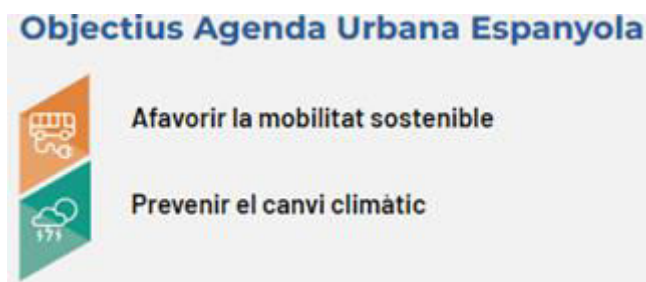 Objectius Agenda Urbana Espanyola
Afavorir la mobilitat sostenible
Prevenir el canvi climàtic